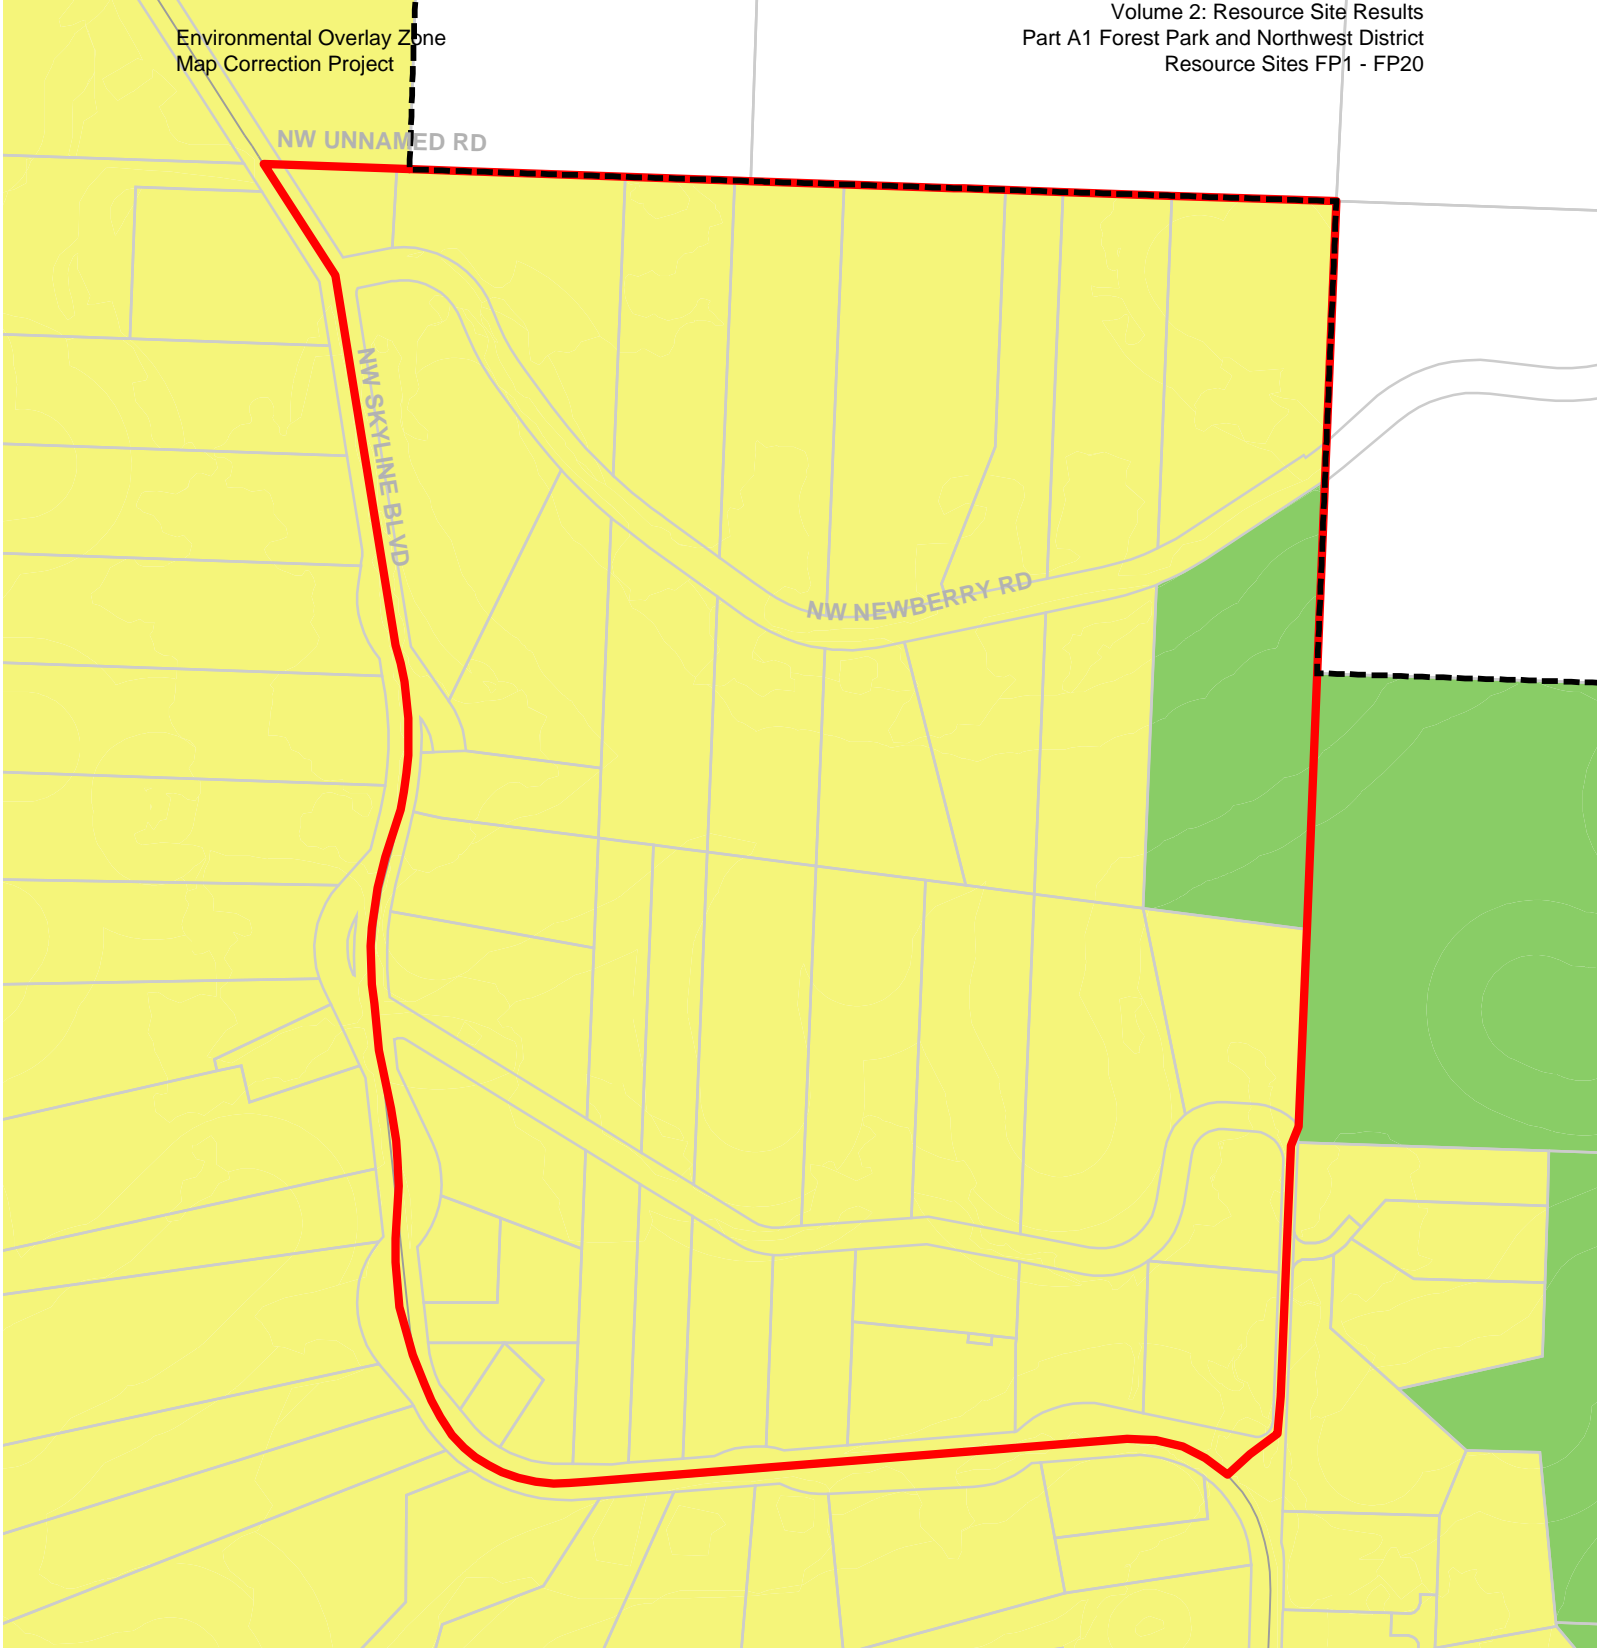 Environmental Overlay Zone
Map Correction Project
Volume 2: Resource Site Results
Part A1 Forest Park and Northwest District
Resource Sites FP1 - FP20
NW UNNAMED RD
NW SKYLINE BLVD
NW NEWBERRY RD